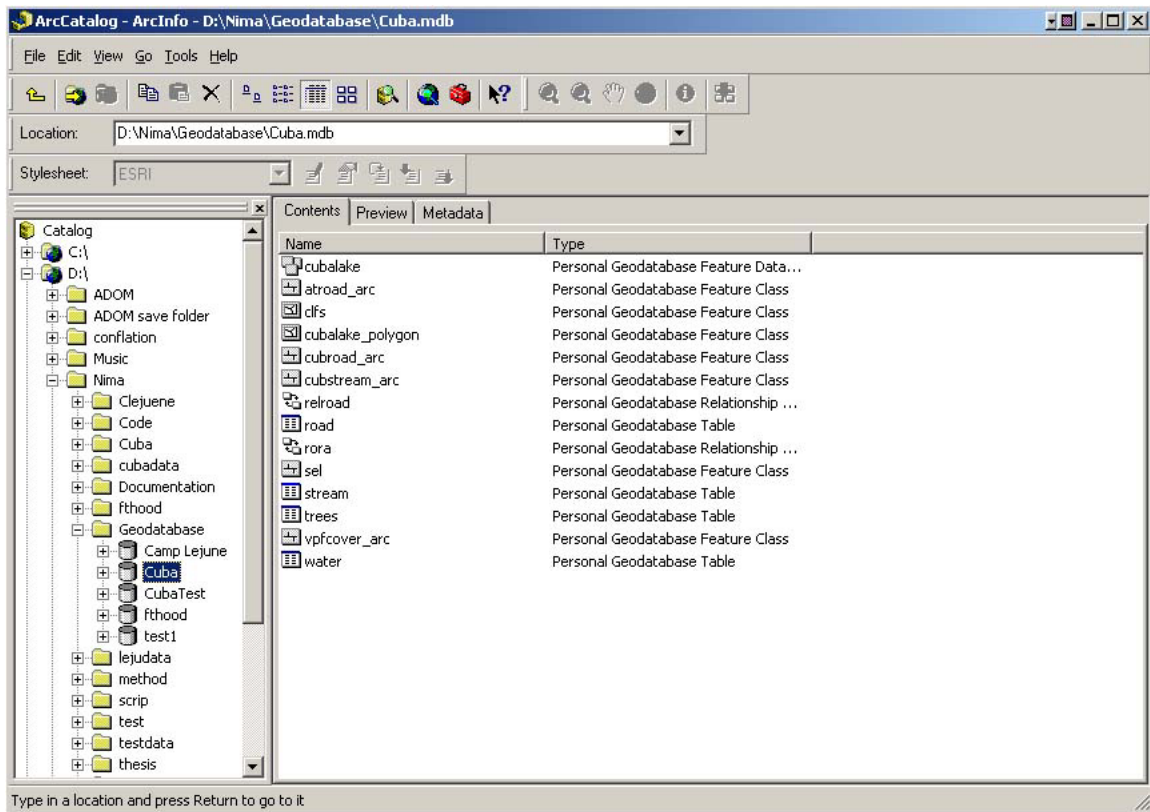 ArcCatalog - ArcInfo - D:\Nima\Geodatabase\Cuba.mdb
File Edit View Go Tools Help
Location: D:\Nima\Geodatabase\Cuba.mdb
Stylesheet: ESRI
Catalog
C:\
D:\
ADOM
ADOM save folder
conflation
Music
Nima
Clejuene
Code
Cuba
cubadata
Documentation
fthood
Geodatabase
Camp Lejune
Cuba
CubaTest
fthood
test1
lejudata
method
scrip
test
testdata
thesis
Contents Preview Metadata
Name Type
cubalake Personal Geodatabase Feature Data...
atroad_arc Personal Geodatabase Feature Class
clfs Personal Geodatabase Feature Class
cubalake_polygon Personal Geodatabase Feature Class
cubroad_arc Personal Geodatabase Feature Class
cubstream_arc Personal Geodatabase Feature Class
relroad Personal Geodatabase Relationship ...
road Personal Geodatabase Table
rora Personal Geodatabase Relationship ...
sel Personal Geodatabase Feature Class
stream Personal Geodatabase Table
trees Personal Geodatabase Table
vpfcover_arc Personal Geodatabase Feature Class
water Personal Geodatabase Table
Type in a location and press Return to go to it